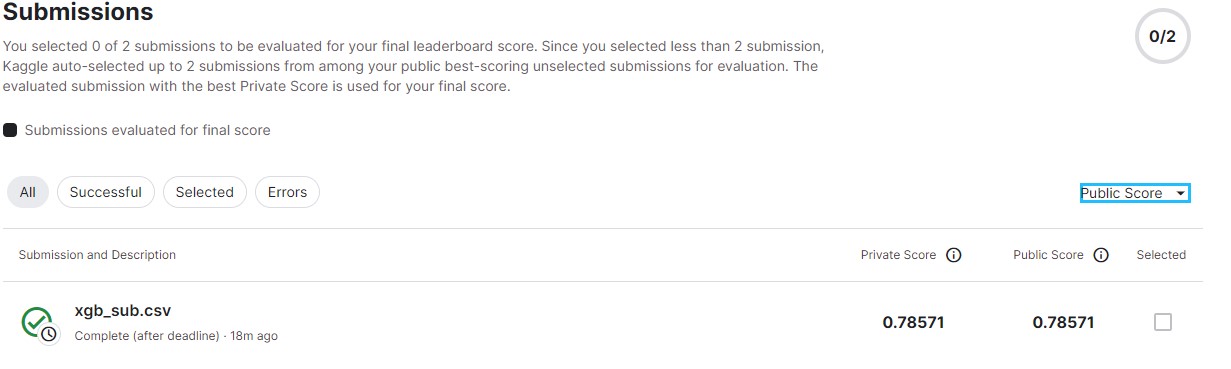 Submissions
0/2
You selected 0 of 2 submissions to be evaluated for your final leaderboard score. Since you selected less than 2 submission,
Kaggle auto-selected up to 2 submissions from among your public best-scoring unselected submissions for evaluation. The
evaluated submission with the best Private Score is used for your final score.
Submissions evaluated for final score
All Successful Selected Errors Public Score
Submission and Description Private Score Public Score Selected
xgb_sub.csv
0.78571 0.78571
Complete (after deadline) · 18m ago